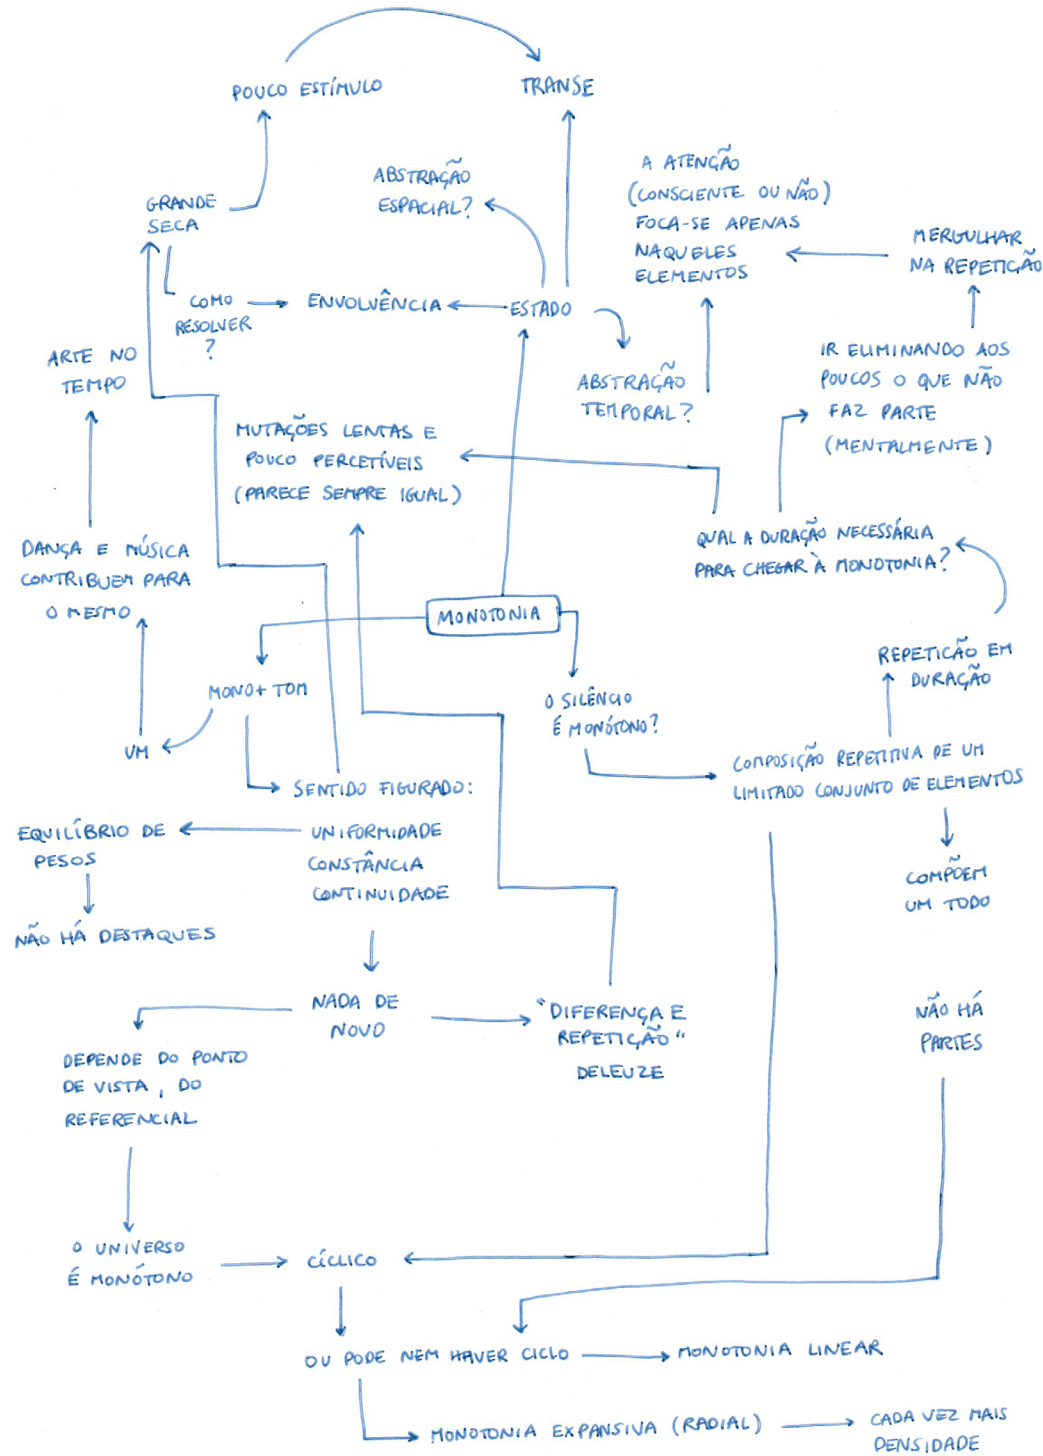 POUCO ESTÍMULO
TRANSE
A ATENÇÃO
(CONSCIENTE OU NÃO)
FOCA-SE APENAS
NAQUELES
ELEMENTOS
ABSTRAÇÃO
ESPACIAL?
GRANDE
SECA
MERGULHAR
NA REPETIÇÃO
COMO
RESOLVER
?
ENVOLVÊNCIA
ESTADO
ARTE NO
TEMPO
ABSTRAÇÃO
TEMPORAL?
IR ELIMINANDO AOS
POUCOS O QUE NÃO
FAZ PARTE
(MENTALMENTE)
MUTAÇÕES LENTAS E
POUCO PERCETÍVEIS
(PARECE SEMPRE IGUAL)
QUAL A DURAÇÃO NECESSÁRIA
PARA CHEGAR À MONOTONIA?
DANÇA E MÚSICA
CONTRIBUEM PARA
O MESMO
MONOTONIA
REPETIÇÃO EM
DURAÇÃO
MONO+TOM
O SILÊNCIO
É MONÓTONO?
UM
COMPOSIÇÃO REPETITIVA DE UM
LIMITADO CONJUNTO DE ELEMENTOS
SENTIDO FIGURADO:
UNIFORMIDADE
CONSTÂNCIA
CONTINUIDADE
EQUILÍBRIO DE
PESOS
COMPÕEM
UM TODO
NÃO HÁ DESTAQUES
NADA DE
NOVO
"DIFERENÇA E
REPETIÇÃO"
DELEUZE
NÃO HÁ
PARTES
DEPENDE DO PONTO
DE VISTA, DO
REFERENCIAL
O UNIVERSO
É MONÓTONO
CÍCLICO
OU PODE NEM HAVER CICLO
MONOTONIA LINEAR
MONOTONIA EXPANSIVA (RADIAL)
CADA VEZ MAIS
DENSIDADE